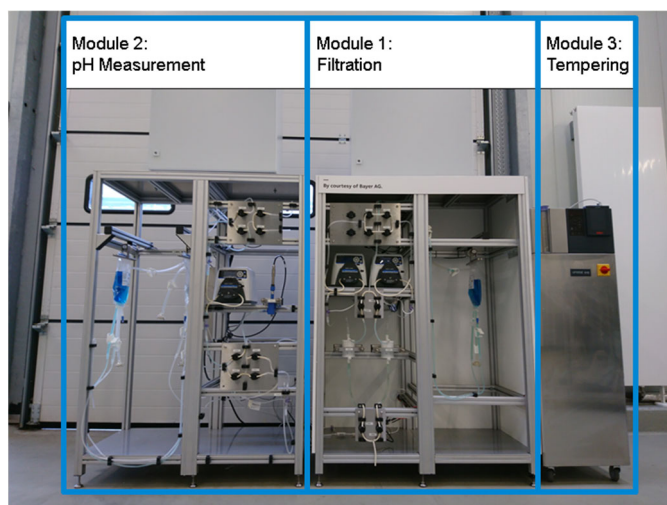 Module 2:
pH Measurement
Module 1:
Filtration
Module 3:
Tempering
By courtesy of Bayer AG.